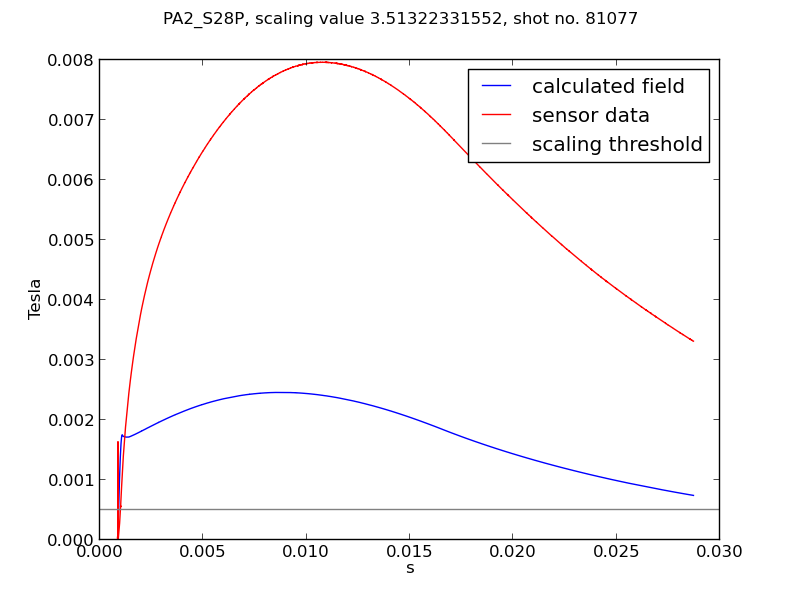 PA2_S28P, scaling value 3.51322331552, shot no. 81077
0.008
0.007
0.006
0.005
0.004
0.003
0.002
0.001
0.000
Tesla
calculated field
sensor data
scaling threshold
0.000 0.005 0.010 0.015 0.020 0.025 0.030
s